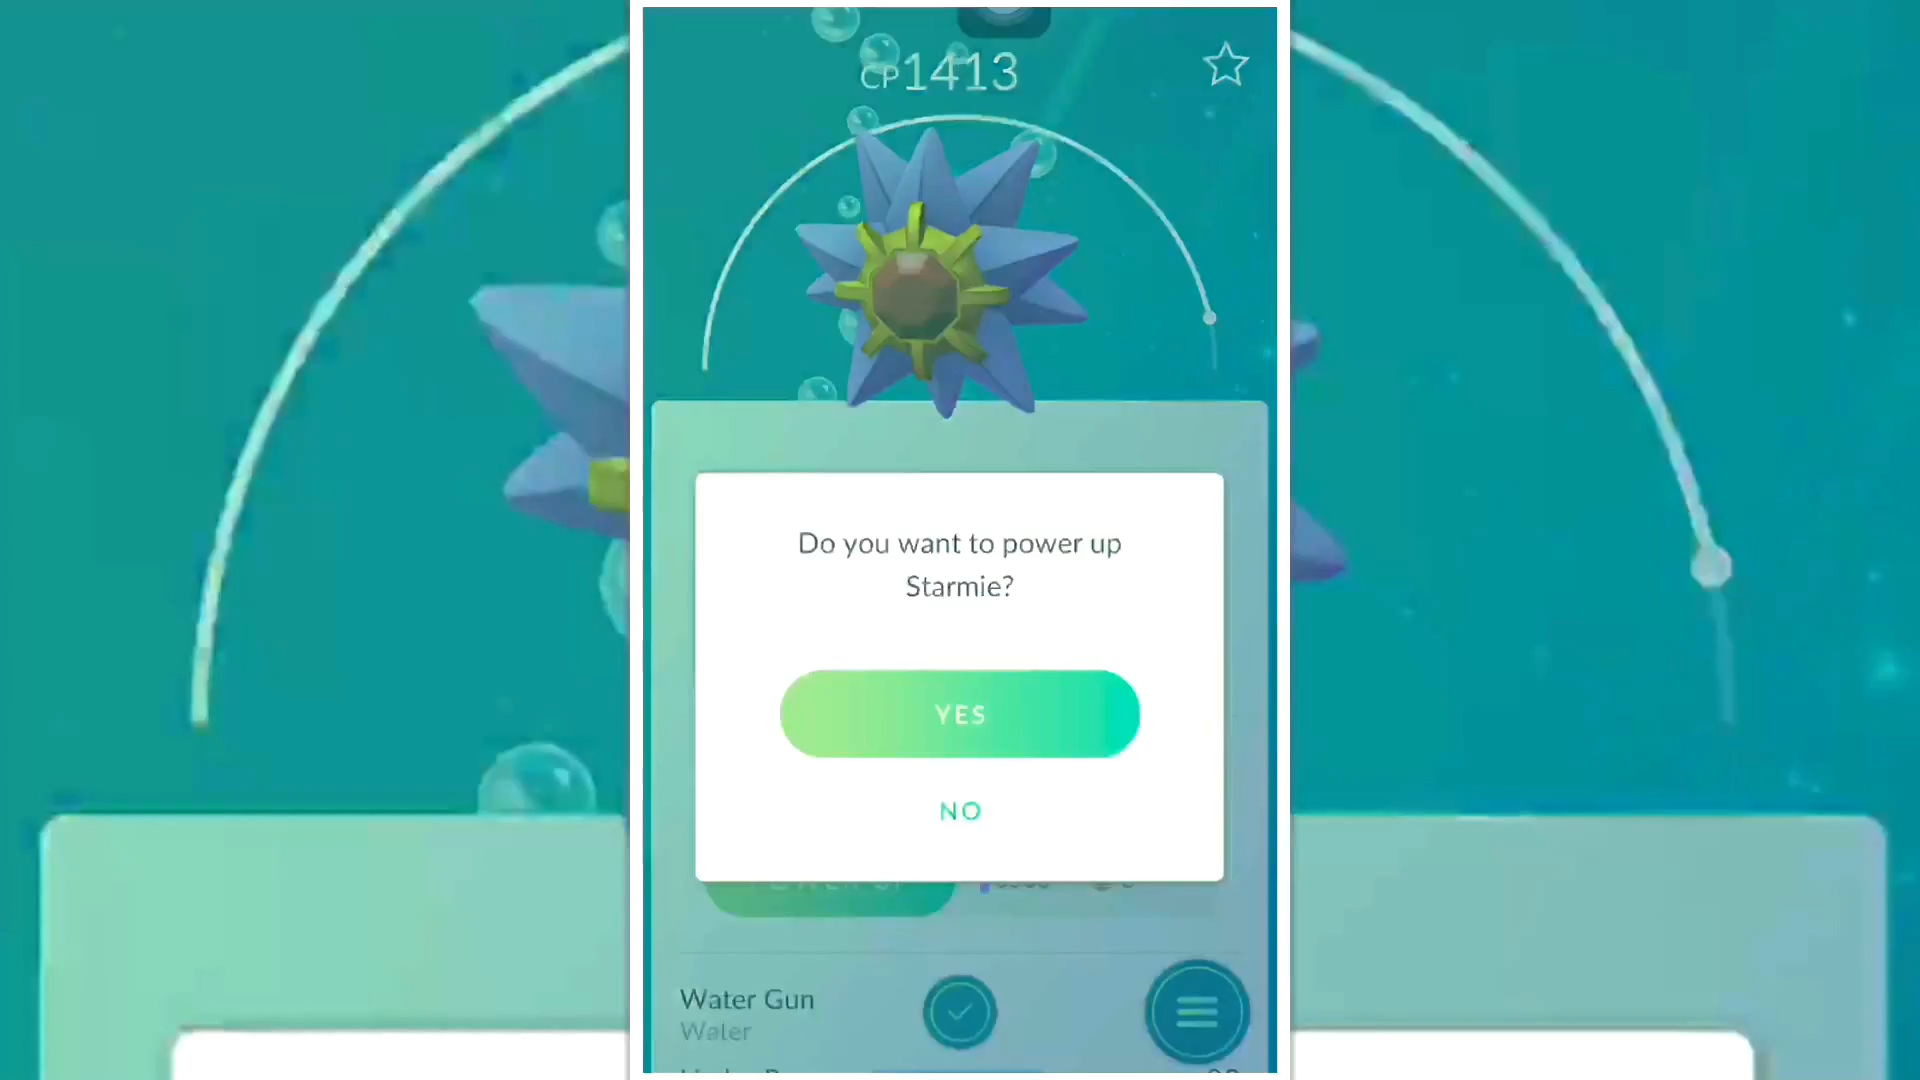 CP1413
Do you want to power up
Starmie?
YES
NO
Water Gun
Water